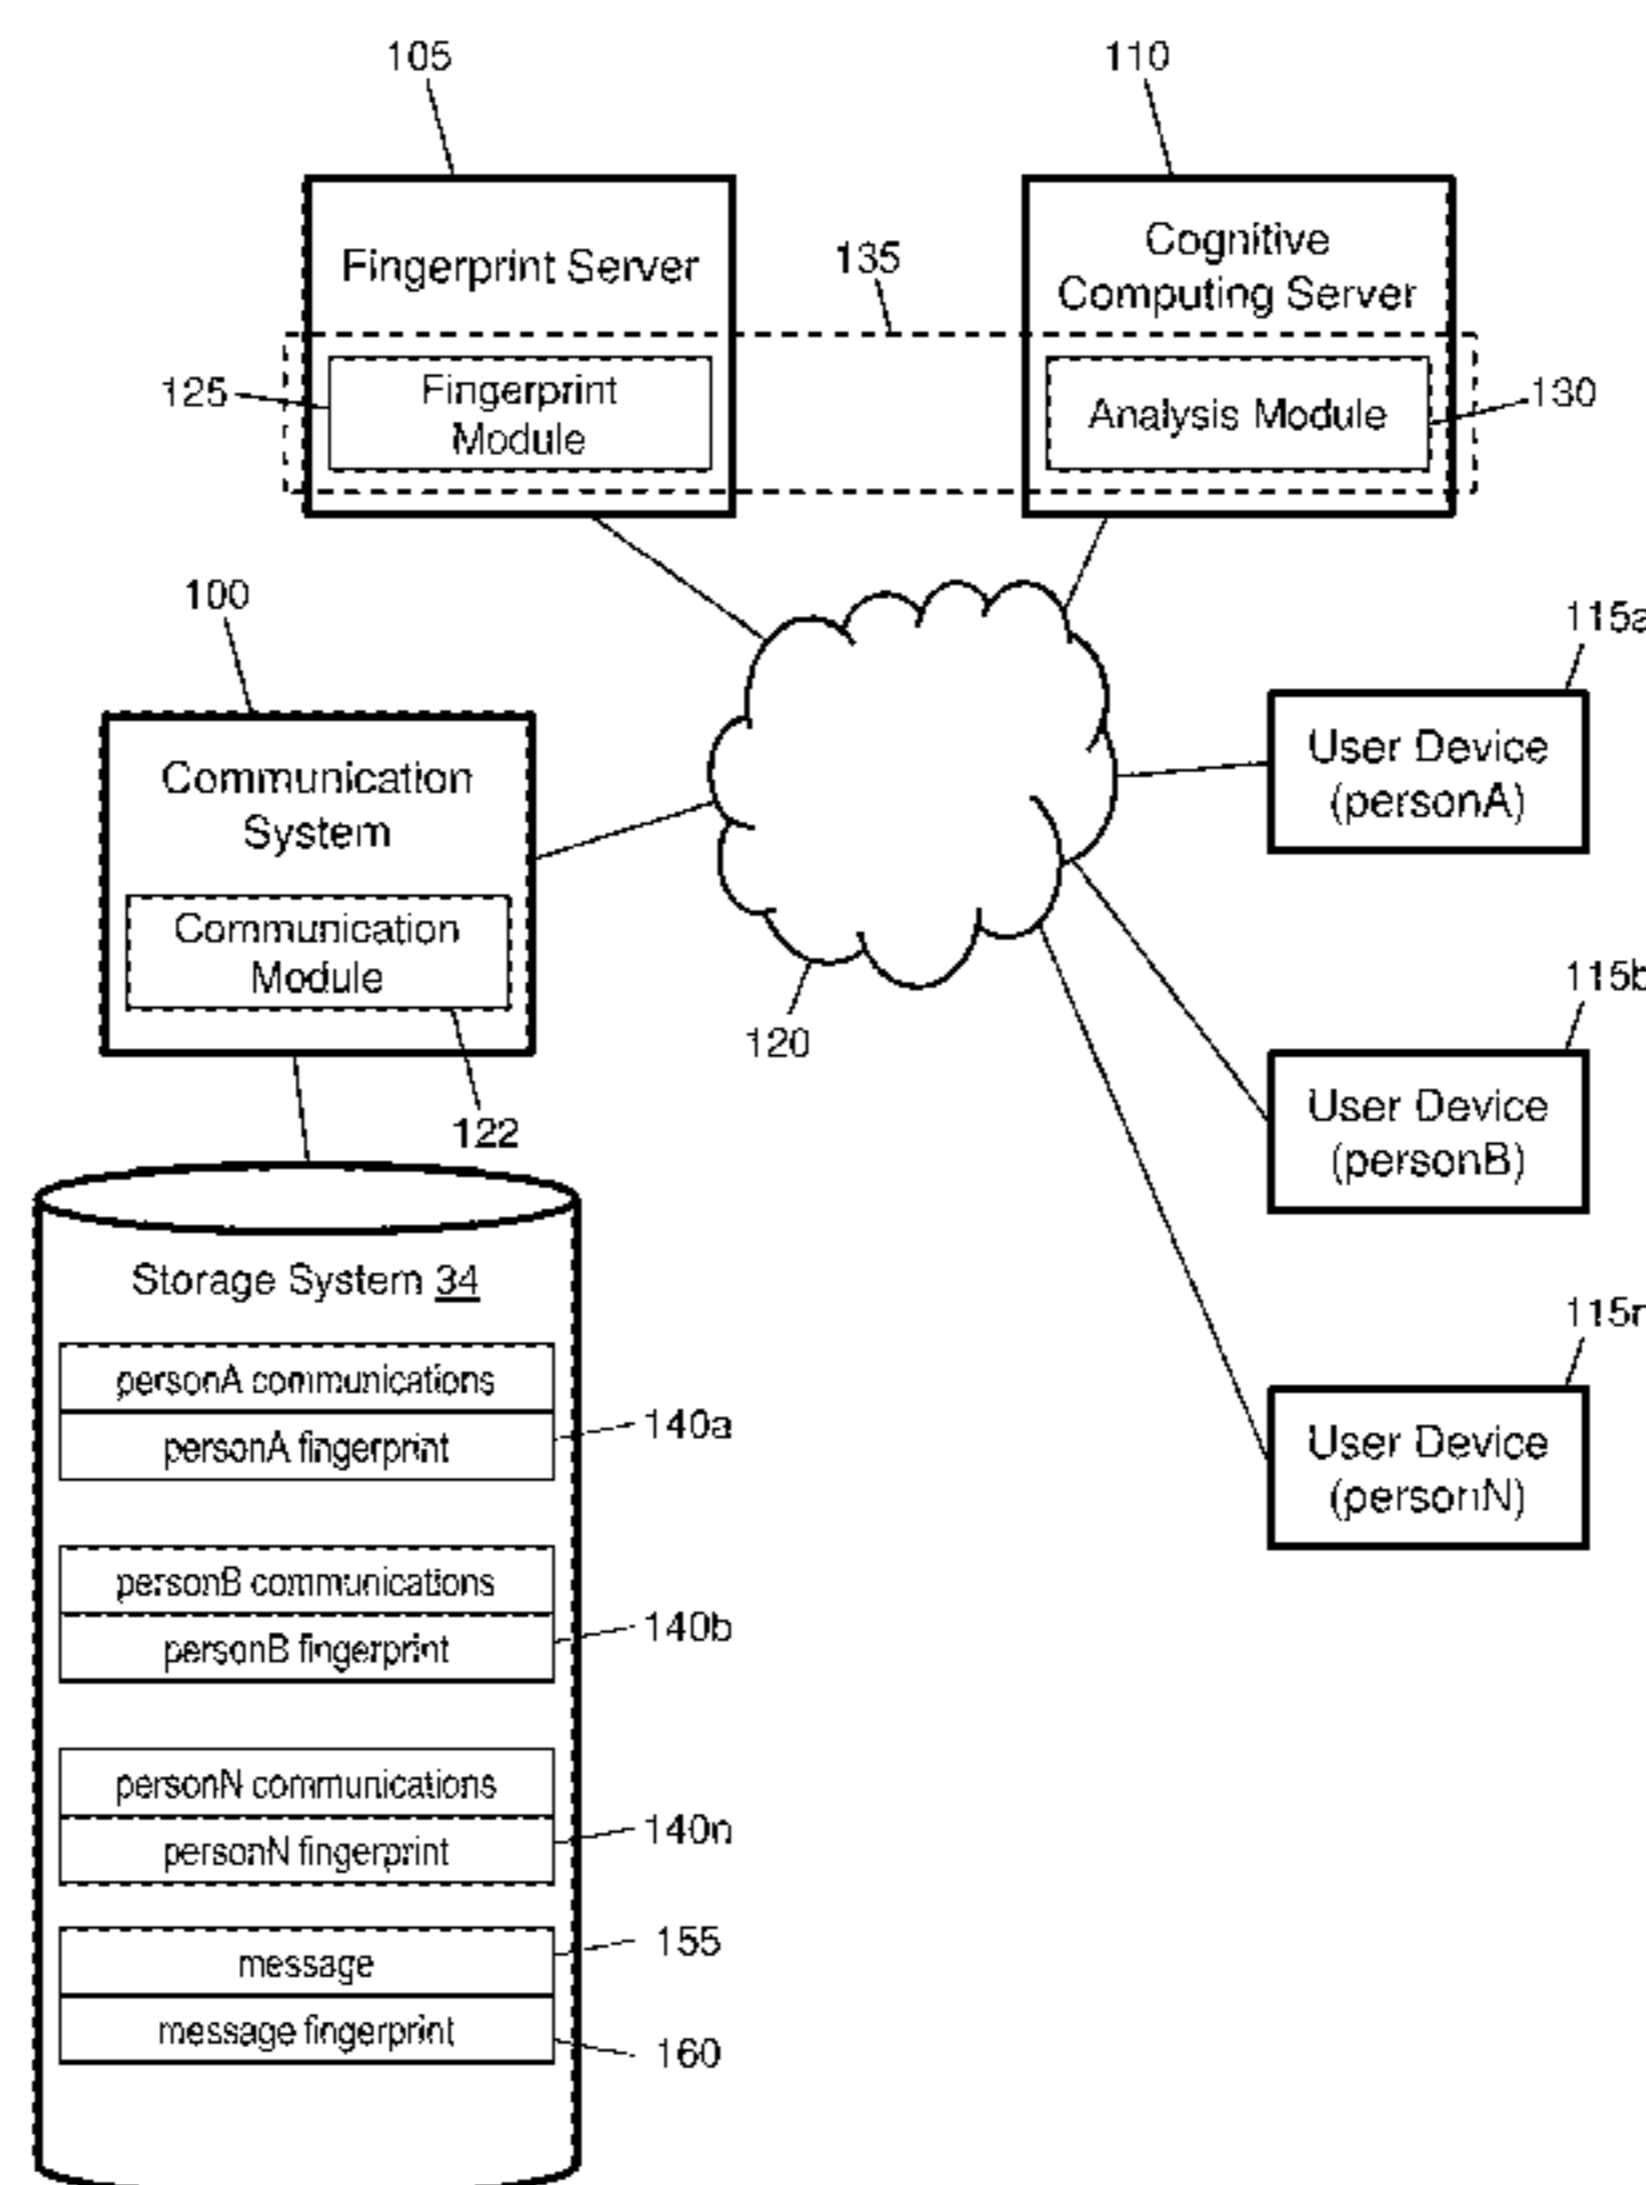 105
110
Fingerprint Server
135
Cognitive
Computing Server
125
Fingerprint
Module
Analysis Module
130
100
115a
Communication
System
User Device
(personA)
Communication
Module
120
115b
122
User Device
(personB)
Storage System 34
115n
personA communications
140a
personA fingerprint
User Device
(personN)
personB communications
140b
personB fingerprint
personN communications
140n
personN fingerprint
155
message
message fingerprint
160